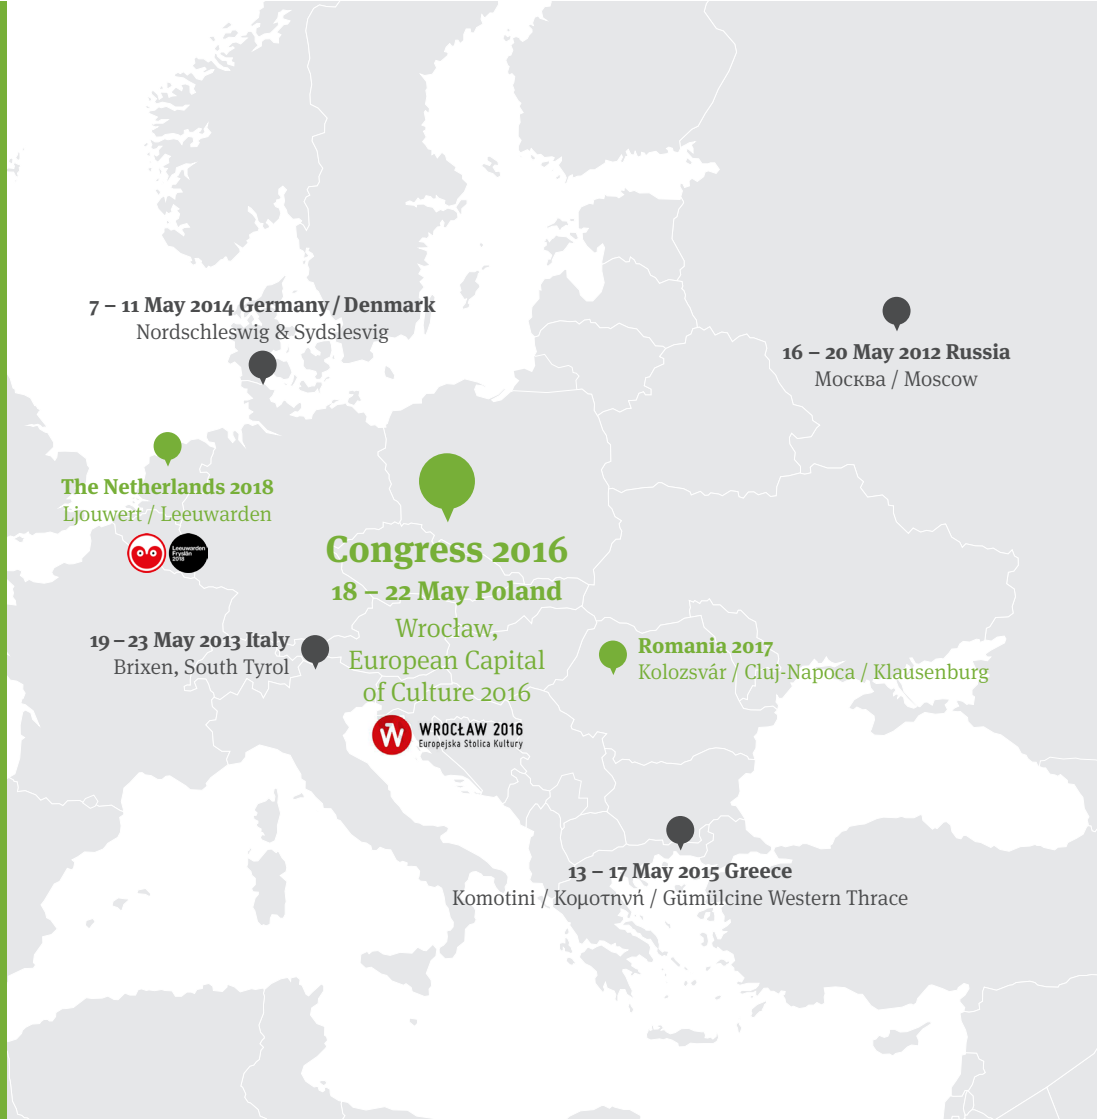 7 – 11 May 2014 Germany / Denmark
Nordschleswig & Sydslesvig
16 – 20 May 2012 Russia
Москва / Moscow
The Netherlands 2018
Ljouwert / Leeuwarden
Leeuwarden
Fryslân
2018
Congress 2016
18 – 22 May Poland
Wrocław,
European Capital
of Culture 2016
WROCŁAW 2016
Europejska Stolica Kultury
19 – 23 May 2013 Italy
Brixen, South Tyrol
Romania 2017
Kolozsvár / Cluj-Napoca / Klausenburg
13 – 17 May 2015 Greece
Komotini / Κομοτηνή / Gümülcine Western Thrace